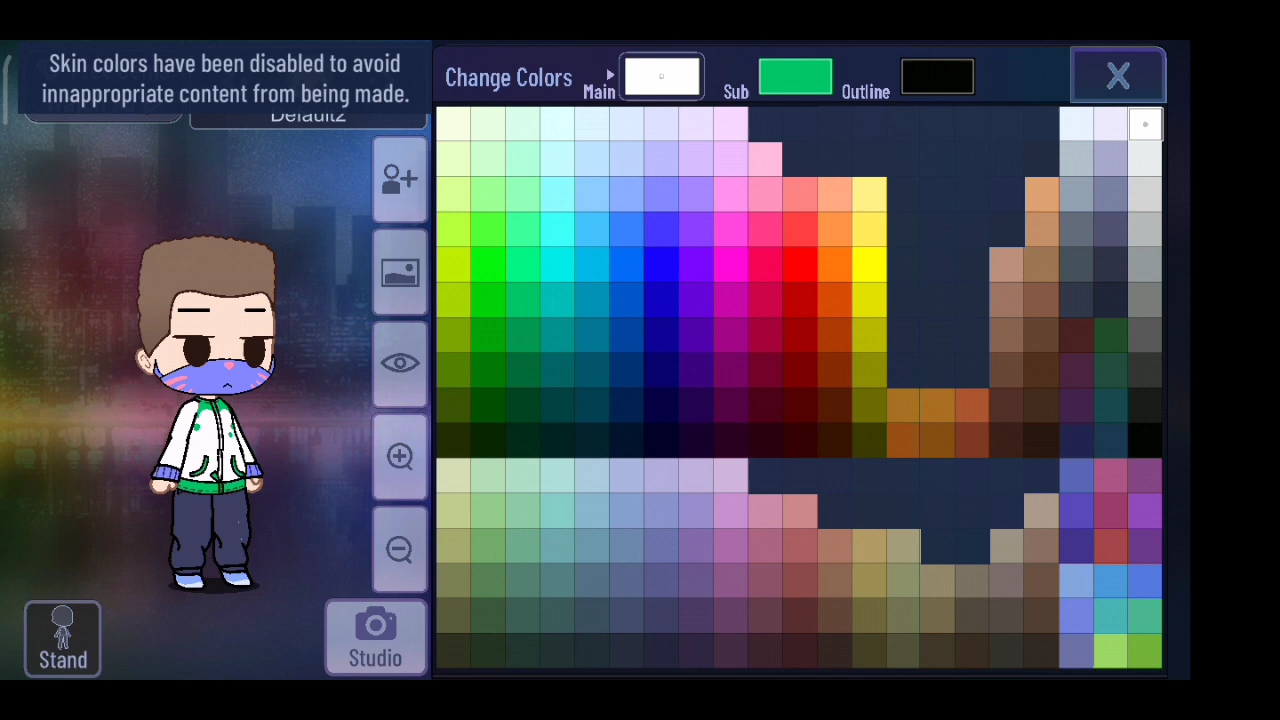 Skin colors have been disabled to avoid
innappropriate content from being made.
Default2
Change Colors
Main
Sub
Outline
X
Stand
Studio